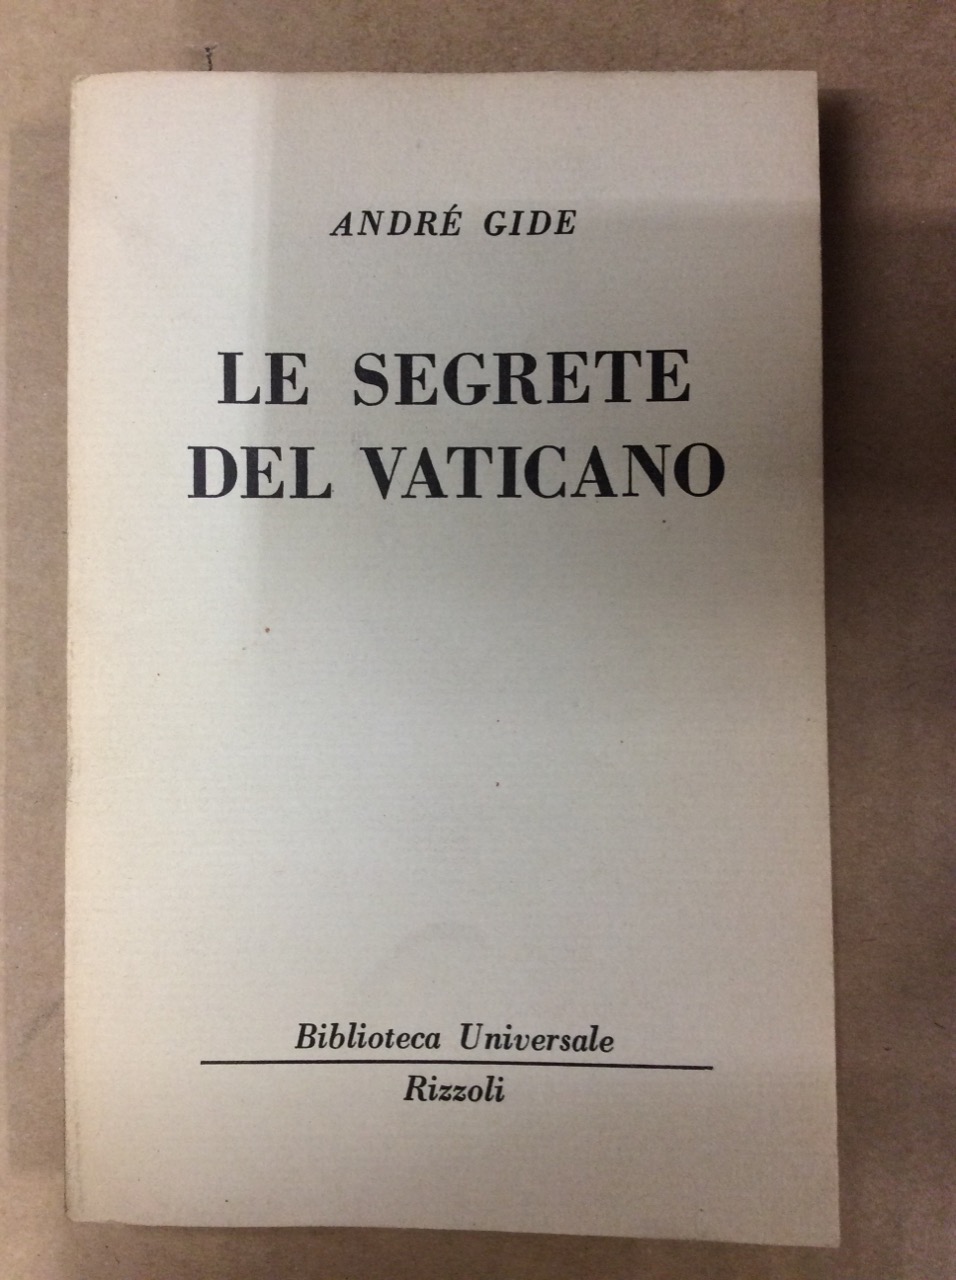 ANDRÉ GIDE
LE SEGRETE
DEL VATICANO
Biblioteca Universale
Rizzoli